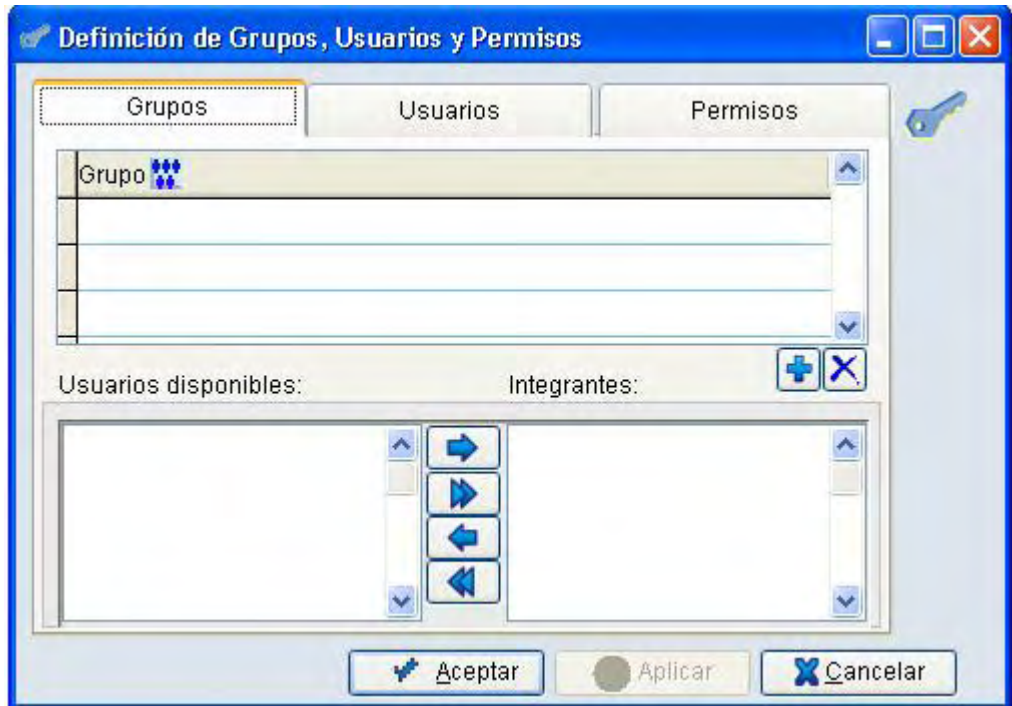 Definición de Grupos, Usuarios y Permisos
Grupos Usuarios Permisos
Grupo
Usuarios disponibles: Integrantes:
Aceptar Aplicar Cancelar